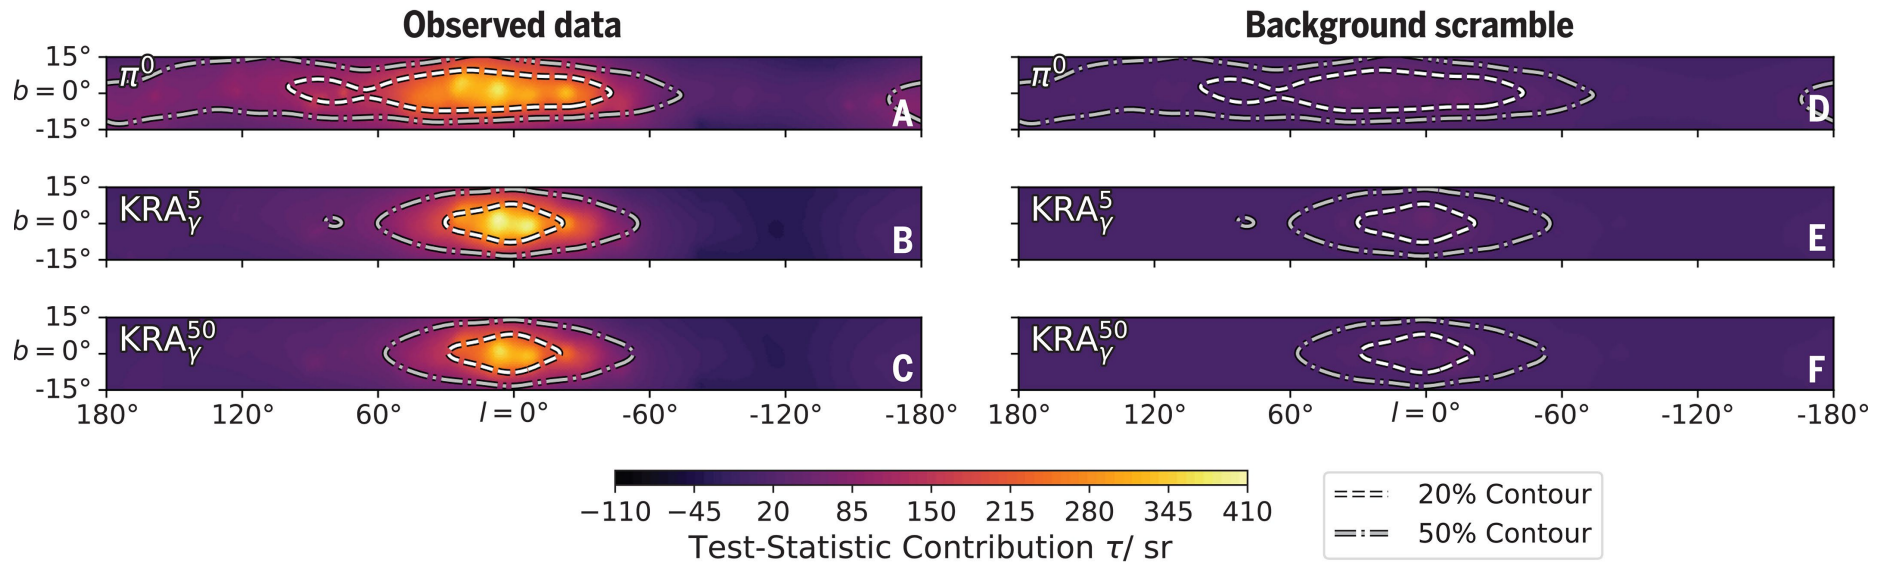 Observed data
Background scramble
15°
b = 0°
-15°
π⁰
A
π⁰
D
15°
b = 0°
-15°
KRA⁵ᵧ
B
KRA⁵ᵧ
E
15°
b = 0°
-15°
KRA⁵⁰ᵧ
C
KRA⁵⁰ᵧ
F
180° 120° 60° l = 0° -60° -120° -180°
180° 120° 60° l = 0° -60° -120° -180°
−110 −45 20 85 150 215 280 345 410
Test-Statistic Contribution τ/ sr
20% Contour
50% Contour